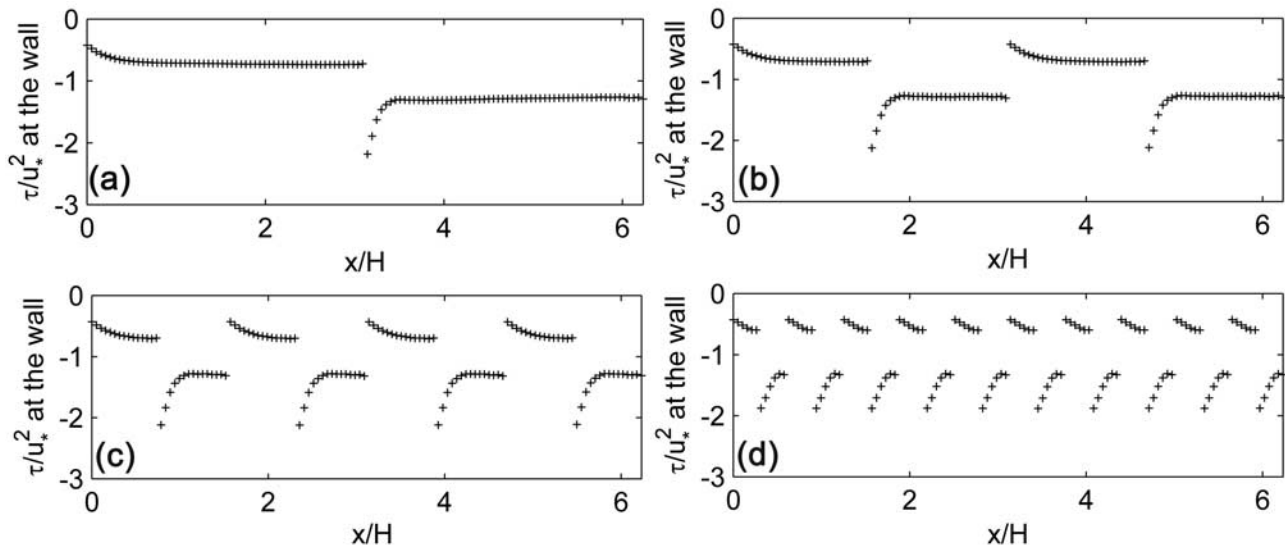 0
-1
-2
-3
τ/u*² at the wall
(a)
0 2 4 6
x/H
0
-1
-2
-3
τ/u*² at the wall
(b)
0 2 4 6
x/H
0
-1
-2
-3
τ/u*² at the wall
(c)
0 2 4 6
x/H
0
-1
-2
-3
τ/u*² at the wall
(d)
0 2 4 6
x/H